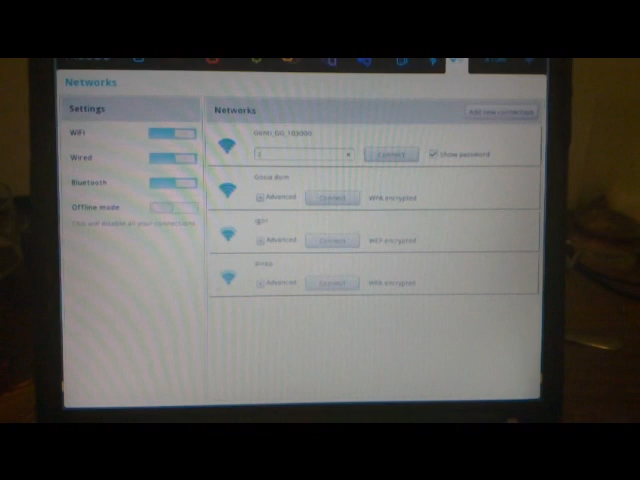 Networks
Settings
Networks
Add new connection
WiFi
Wired
Bluetooth
Offline mode
This will disable all your connections
Connect
Show password
Advanced
Connect
WPA encrypted
Advanced
Connect
WEP encrypted
Advanced
Connect
WPA encrypted